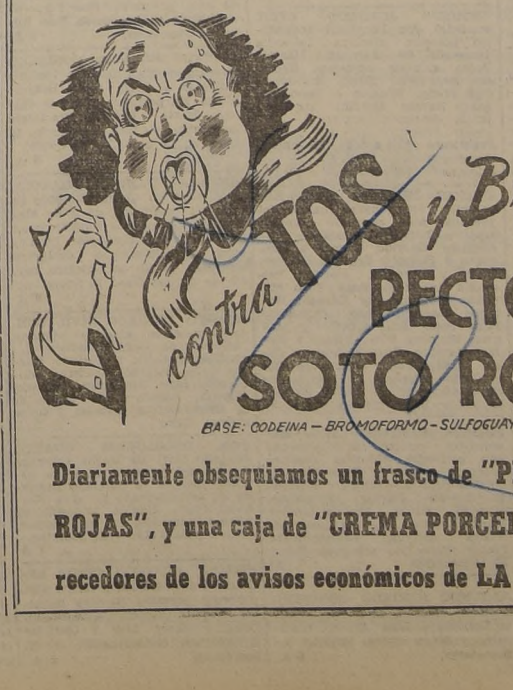 contra TOS y B
PECTO
SOTO RO
BASE: CODEINA — BROMOFORMO - SULFOGUAY
Diariamente obsequiamos un frasco de "P
ROJAS", y una caja de "CREMA PORCE
recedores de los avisos económicos de LA